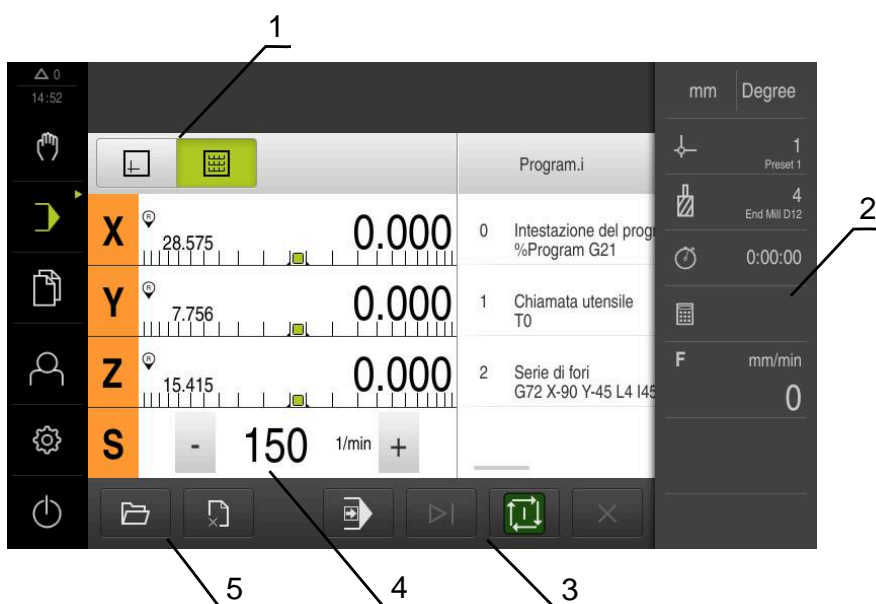 1
0
14:52
mm Degree
1
Preset 1
Program.i
4
End Mill D12
2
X R 28.575 0.000
0 Intestazione del progr
%Program G21
0:00:00
Y R 7.756 0.000
1 Chiamata utensile
T0
Z R 15.415 0.000
2 Serie di fori
G72 X-90 Y-45 L4 I45
F mm/min
0
S - 150 1/min +
5 4 3